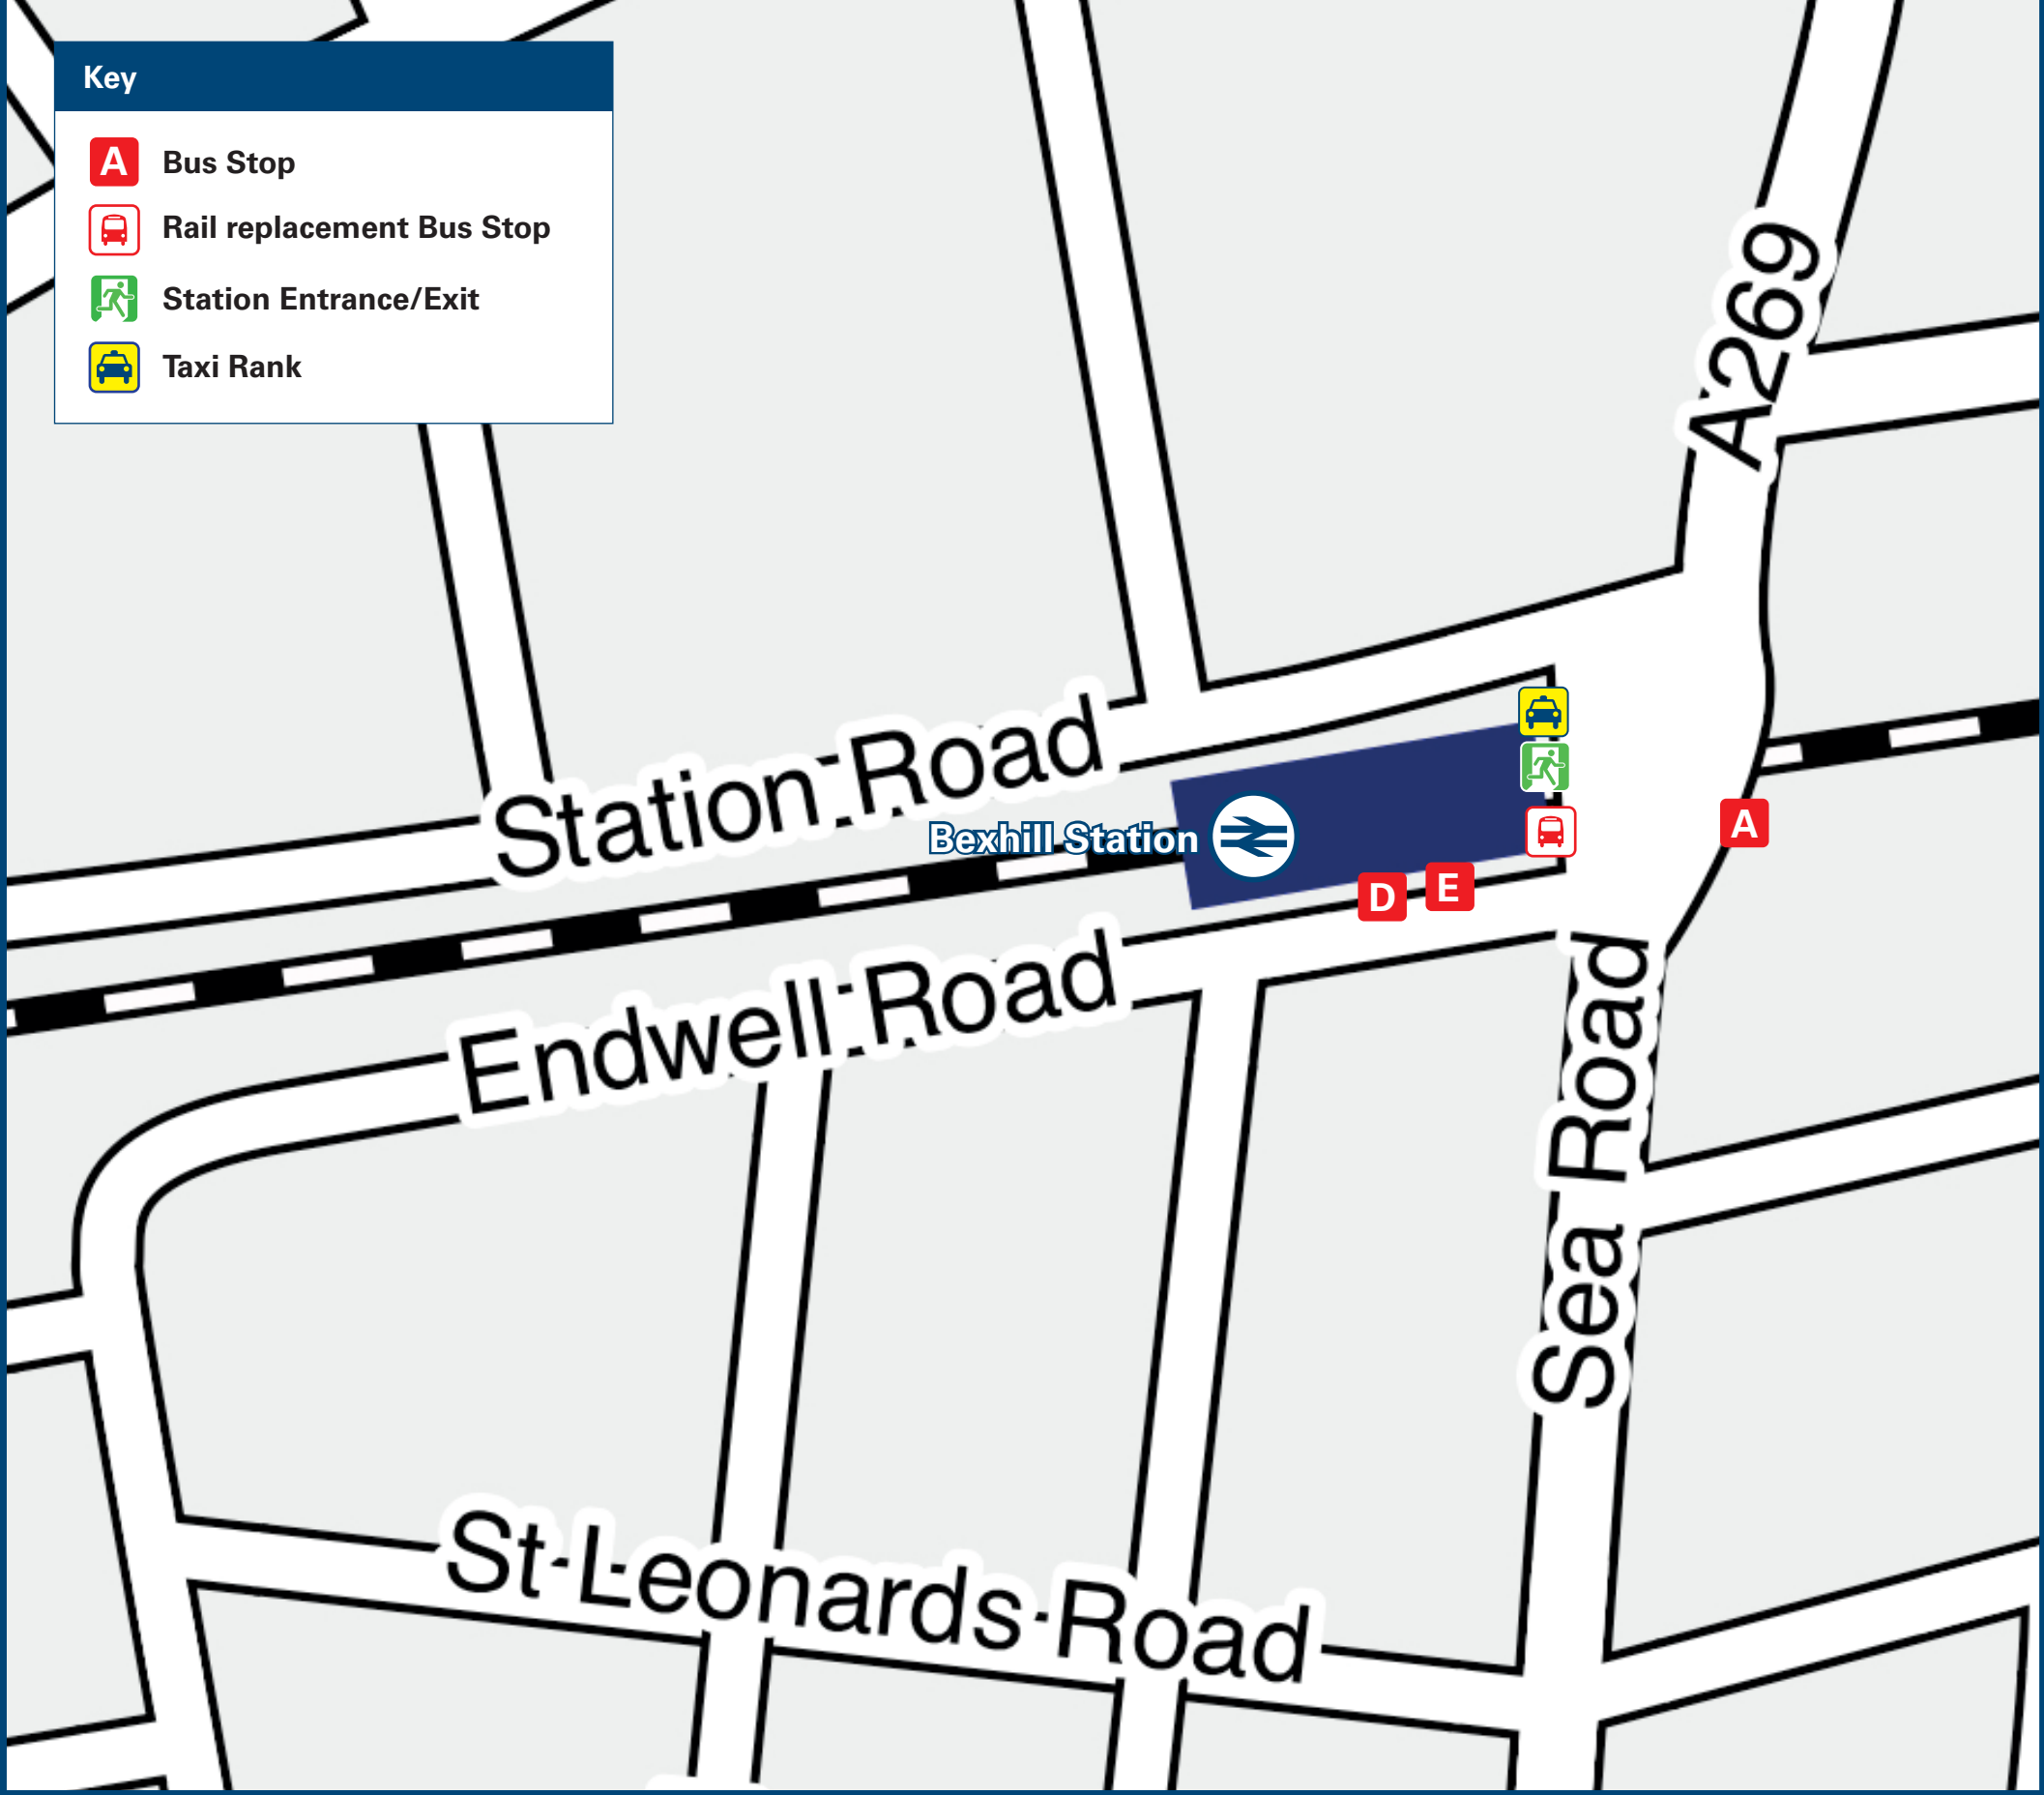 Key
A Bus Stop
Rail replacement Bus Stop
Station Entrance/Exit
Taxi Rank
A269
Station Road
Bexhill Station
A
D
E
Endwell Road
Sea Road
St Leonards Road